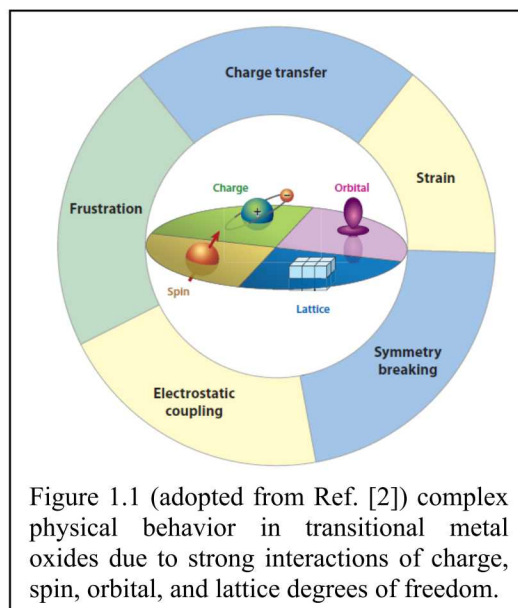 Charge transfer
Strain
Frustration
Charge
Orbital
−
+
Spin
Lattice
Symmetry
breaking
Electrostatic
coupling
Figure 1.1 (adopted from Ref. [2]) complex
physical behavior in transitional metal
oxides due to strong interactions of charge,
spin, orbital, and lattice degrees of freedom.